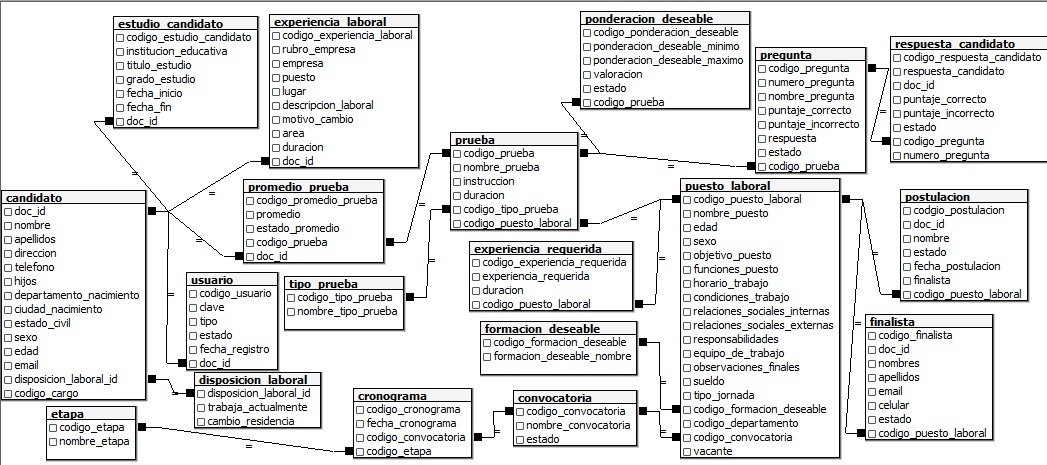 estudio_candidato
codigo_estudio_candidato
institucion_educativa
titulo_estudio
grado_estudio
fecha_inicio
fecha_fin
doc_id
experiencia_laboral
codigo_experiencia_laboral
rubro_empresa
empresa
puesto
lugar
descripcion_laboral
motivo_cambio
area
duracion
doc_id
ponderacion_deseable
codigo_ponderacion_deseable
ponderacion_deseable_minimo
ponderacion_deseable_maximo
valoracion
estado
codigo_prueba
pregunta
codigo_pregunta
numero_pregunta
nombre_pregunta
puntaje_correcto
puntaje_incorrecto
respuesta
estado
codigo_prueba
respuesta_candidato
codigo_respuesta_candidato
respuesta_candidato
doc_id
puntaje_correcto
puntaje_incorrecto
estado
codigo_pregunta
numero_pregunta
prueba
codigo_prueba
nombre_prueba
instruccion
duracion
codigo_tipo_prueba
codigo_puesto_laboral
candidato
doc_id
nombre
apellidos
direccion
telefono
hijos
departamento_nacimiento
ciudad_nacimiento
estado_civil
sexo
edad
email
disposicion_laboral_id
codigo_cargo
promedio_prueba
codigo_promedio_prueba
promedio
estado_promedio
codigo_prueba
doc_id
puesto_laboral
codigo_puesto_laboral
nombre_puesto
edad
sexo
objetivo_puesto
funciones_puesto
horario_trabajo
condiciones_trabajo
relaciones_sociales_internas
relaciones_sociales_externas
responsabilidades
equipo_de_trabajo
observaciones_finales
sueldo
tipo_jornada
codigo_formacion_deseable
codigo_departamento
codigo_convocatoria
vacante
postulacion
codgio_postulacion
doc_id
nombre
estado
fecha_postulacion
finalista
codigo_puesto_laboral
experiencia_requerida
codigo_experiencia_requerida
experiencia_requerida
duracion
codigo_puesto_laboral
usuario
codigo_usuario
clave
tipo
estado
fecha_registro
doc_id
tipo_prueba
codigo_tipo_prueba
nombre_tipo_prueba
formacion_deseable
codigo_formacion_deseable
formacion_deseable_nombre
finalista
codigo_finalista
doc_id
nombres
apellidos
email
celular
estado
codigo_puesto_laboral
disposicion_laboral
disposicion_laboral_id
trabaja_actualmente
cambio_residencia
cronograma
codigo_cronograma
fecha_cronograma
codigo_convocatoria
codigo_etapa
convocatoria
codigo_convocatoria
nombre_convocatoria
estado
etapa
codigo_etapa
nombre_etapa